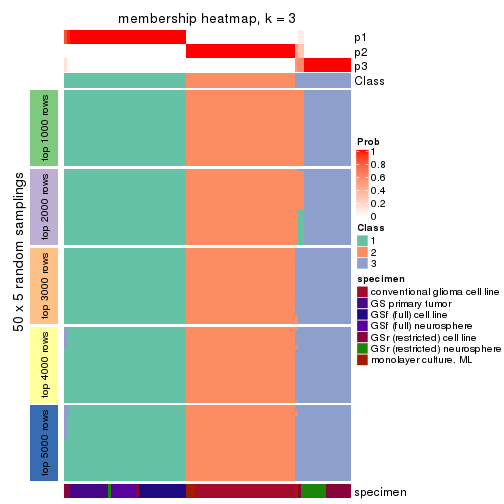 membership heatmap, k = 3
p1
p2
p3
Class
50 x 5 random samplings
top 1000 rows
top 2000 rows
top 3000 rows
top 4000 rows
top 5000 rows
specimen
Prob
1
0.8
0.6
0.4
0.2
0
Class
1
2
3
specimen
conventional glioma cell line
GS primary tumor
GSf (full) cell line
GSf (full) neurosphere
GSr (restricted) cell line
GSr (restricted) neurosphere
monolayer culture. ML